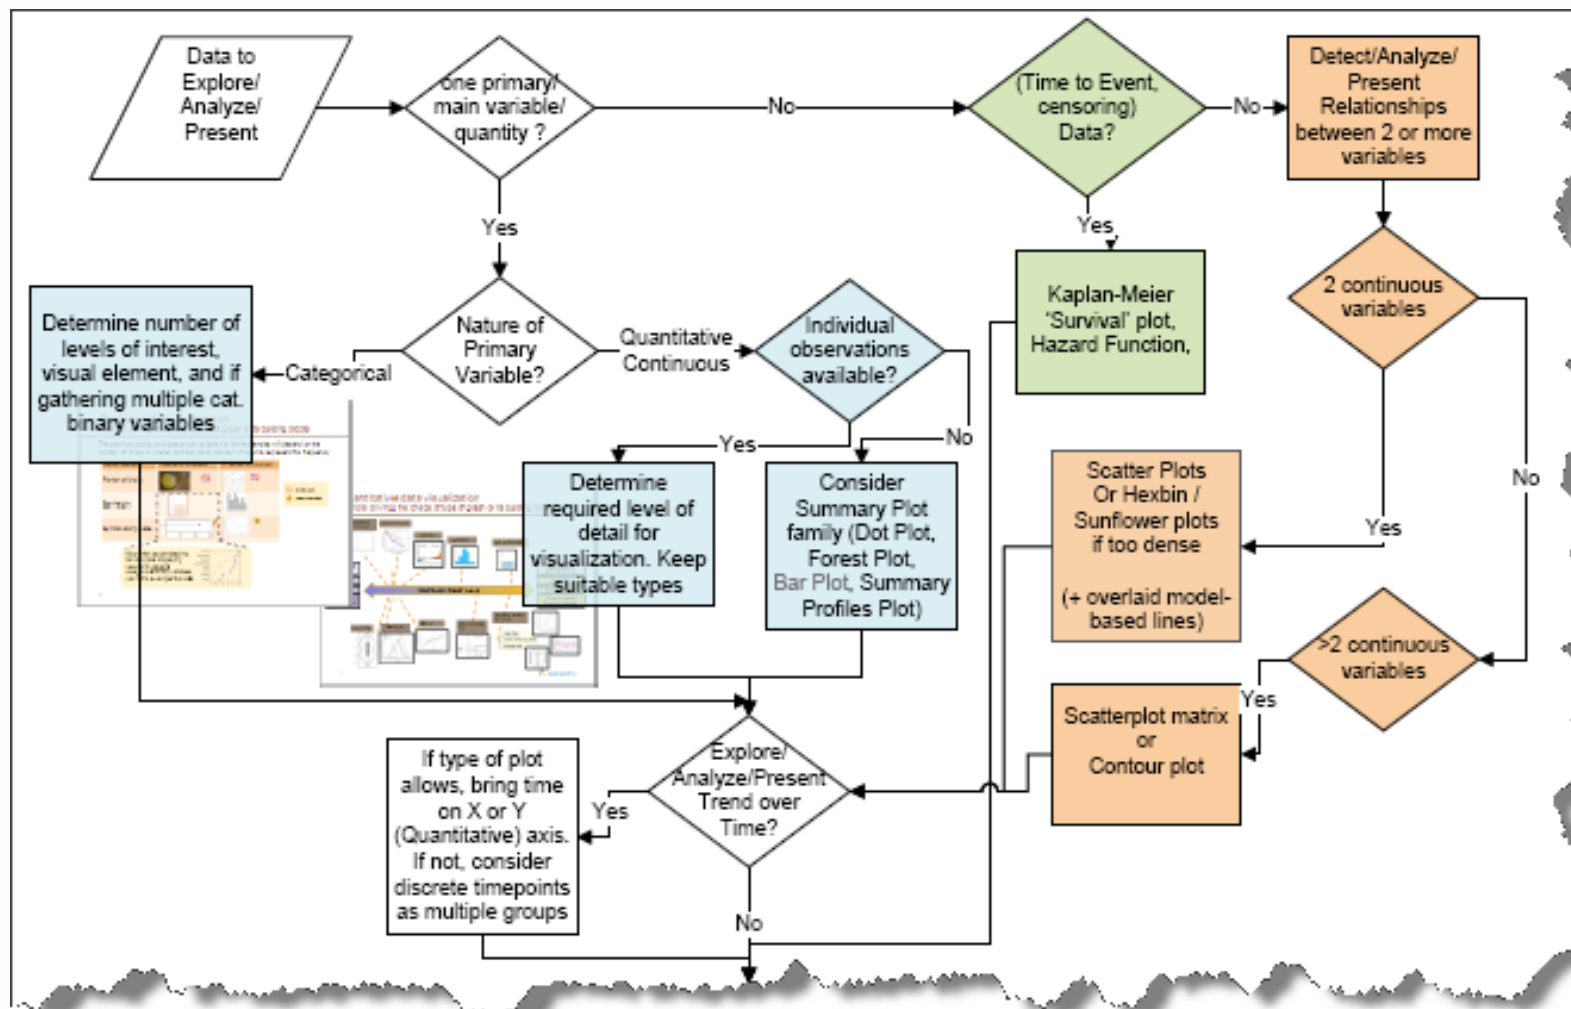 Data to
Explore/
Analyze/
Present
one primary/
main variable/
quantity ?
No
(Time to Event,
censoring)
Data?
No
Detect/Analyze/
Present
Relationships
between 2 or more
variables
Yes
Yes
Nature of
Primary
Variable?
Categorical
Quantitative
Continuous
Individual
observations
available?
Kaplan-Meier
'Survival' plot,
Hazard Function,
2 continuous
variables
Determine number of
levels of interest,
visual element, and if
gathering multiple cat.
binary variables
Yes
No
Determine
required level of
detail for
visualization. Keep
suitable types
Consider
Summary Plot
family (Dot Plot,
Forest Plot,
Bar Plot, Summary
Profiles Plot)
Scatter Plots
Or Hexbin /
Sunflower plots
if too dense
(+ overlaid model-
based lines)
Yes
No
>2 continuous
variables
Yes
Scatterplot matrix
or
Contour plot
antitative data visualization
Explore/
Analyze/Present
Trend over
Time?
Yes
If type of plot
allows, bring time
on X or Y
(Quantitative) axis.
If not, consider
discrete timepoints
as multiple groups
No